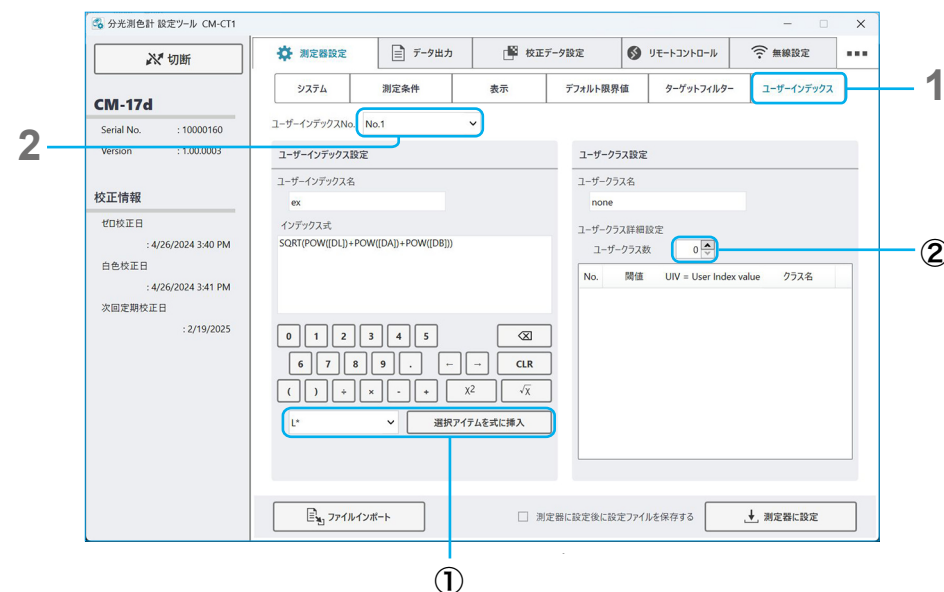 分光測色計 設定ツール CM-CT1
切断
測定器設定
データ出力
校正データ設定
リモートコントロール
無線設定
システム
測定条件
表示
デフォルト限界値
ターゲットフィルター
ユーザーインデックス
1
CM-17d
Serial No. : 10000160
Version : 1.00.0003
2
ユーザーインデックスNo. No.1
校正情報
ゼロ校正日
: 4/26/2024 3:40 PM
白色校正日
: 4/26/2024 3:41 PM
次回定期校正日
: 2/19/2025
ユーザーインデックス設定
ユーザーインデックス名
ex
インデックス式
SQRT(POW([DL])+POW([DA])+POW([DB]))
0 1 2 3 4 5 ⌫
6 7 8 9 . ← → CLR
( ) ÷ × - + X2 √X
L* 選択アイテムを式に挿入
ユーザークラス設定
ユーザークラス名
none
ユーザークラス詳細設定
ユーザークラス数 0
②
No. 閾値 UIV = User Index value クラス名
ファイルインポート
測定器に設定後に設定ファイルを保存する
測定器に設定
①